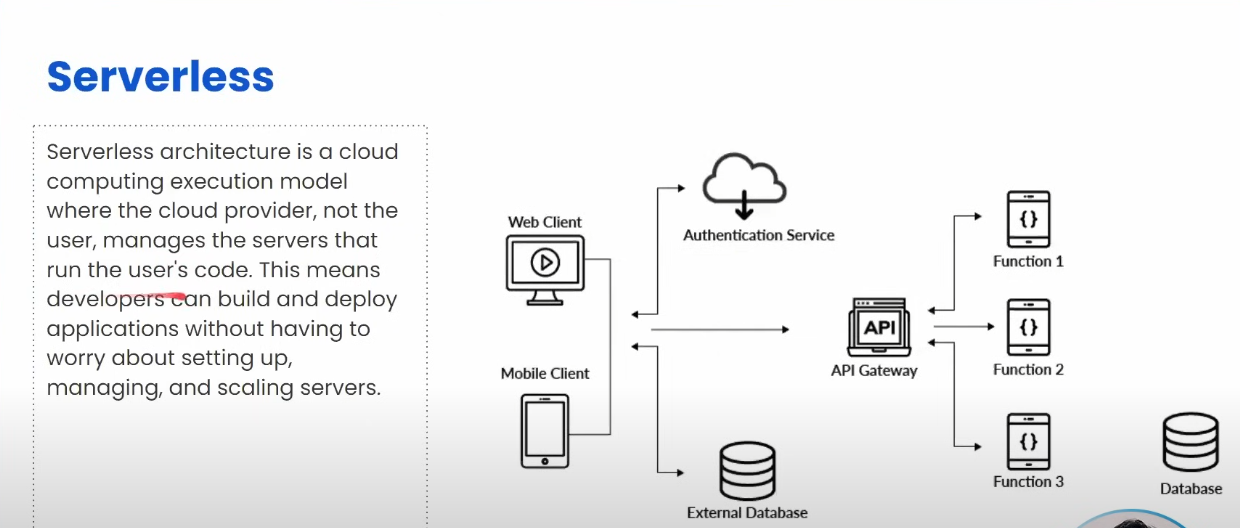 Serverless
Serverless architecture is a cloud
computing execution model
where the cloud provider, not the
user, manages the servers that
run the user's code. This means
developers can build and deploy
applications without having to
worry about setting up,
managing, and scaling servers.
Web Client
Mobile Client
Authentication Service
External Database
API
API Gateway
{}
Function 1
{}
Function 2
{}
Function 3
Database